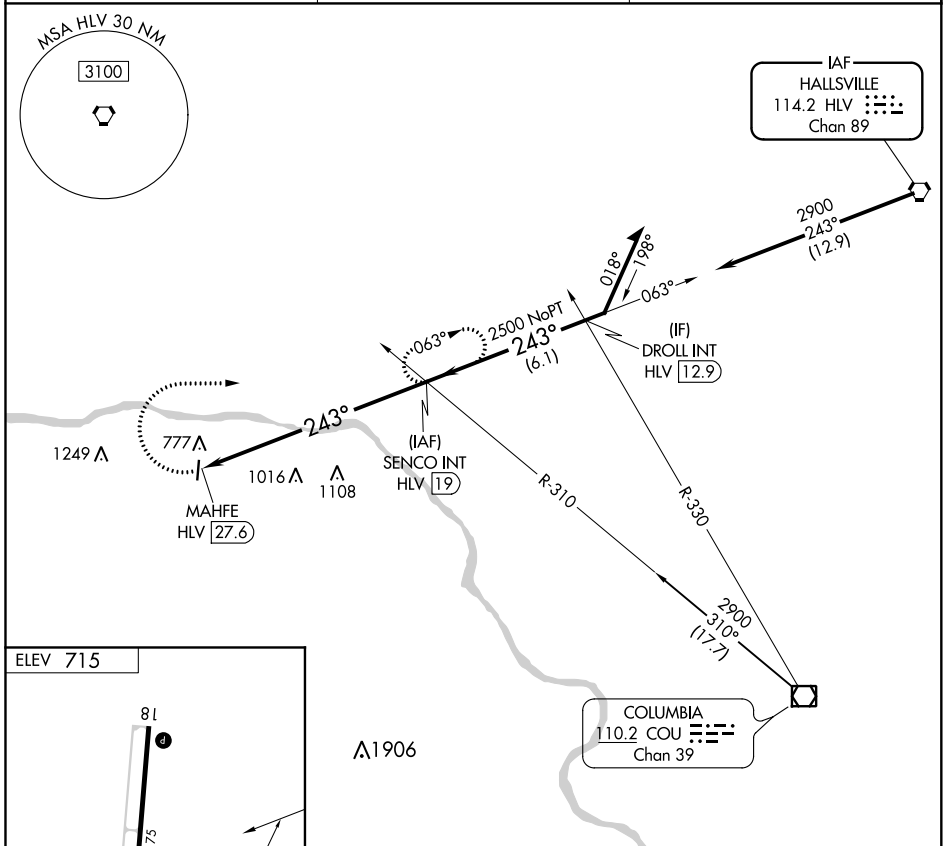 MSA HLV 30 NM
3100
IAF
HALLSVILLE
114.2 HLV
Chan 89
2900
243°
(12.9)
018°
198°
063°
2500 NoPT
243°
(6.1)
063°
(IF)
DROLL INT
HLV 12.9
243°
(IAF)
SENCO INT
HLV 19
1249
777
1016
1108
MAHFE
HLV 27.6
R-310
R-330
2900
310°
(17.7)
COLUMBIA
110.2 COU
Chan 39
1906
ELEV 715
18
P
75